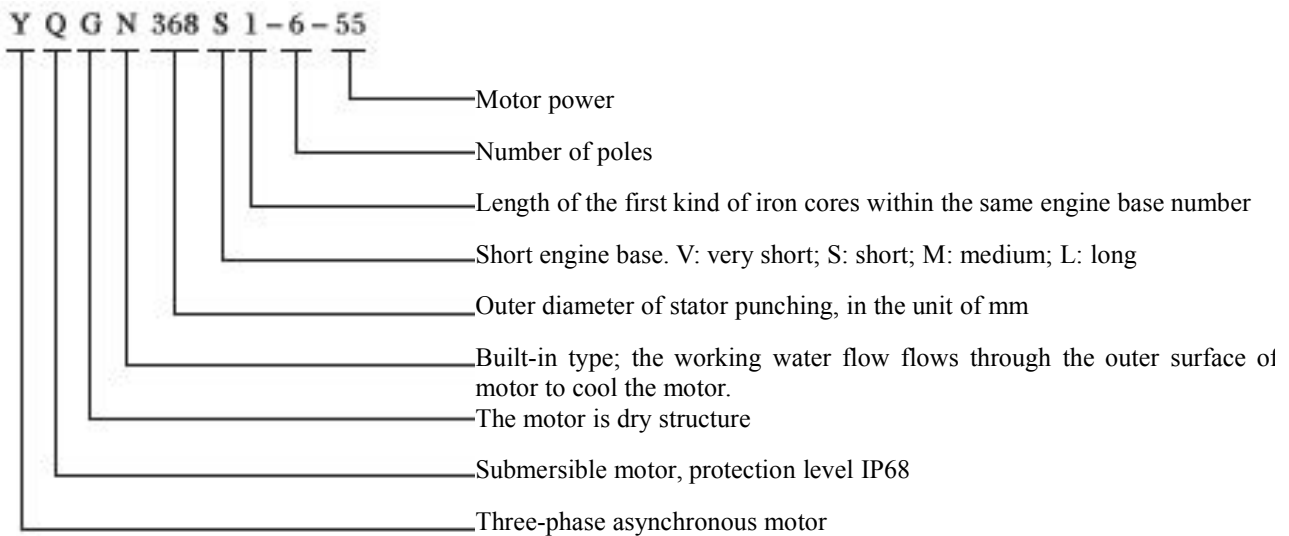 Y Q G N 368 S 1 - 6 - 55
Motor power
Number of poles
Length of the first kind of iron cores within the same engine base number
Short engine base. V: very short; S: short; M: medium; L: long
Outer diameter of stator punching, in the unit of mm
Built-in type; the working water flow flows through the outer surface of
motor to cool the motor.
The motor is dry structure
Submersible motor, protection level IP68
Three-phase asynchronous motor